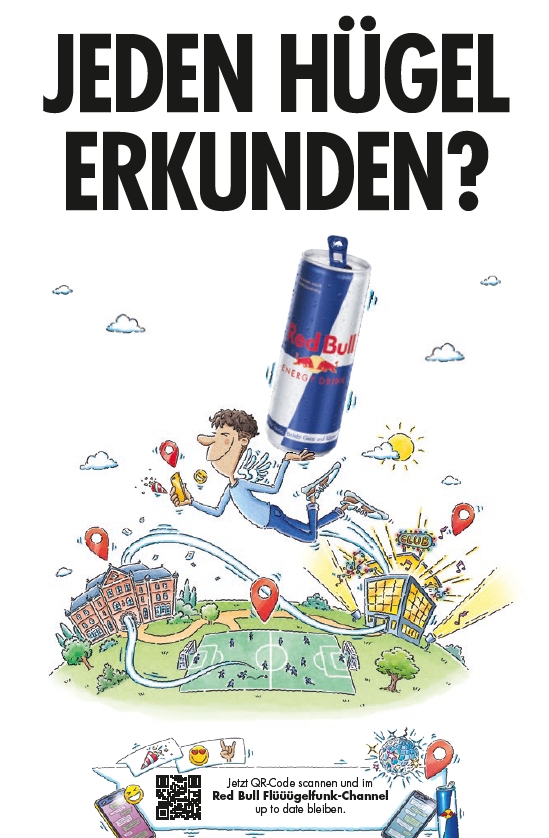 JEDEN HÜGEL
ERKUNDEN?
Red Bull
ENERGY DRINK
CLUB
Jetzt QR-Code scannen und im
Red Bull Flüüügelfunk-Channel
up to date bleiben.